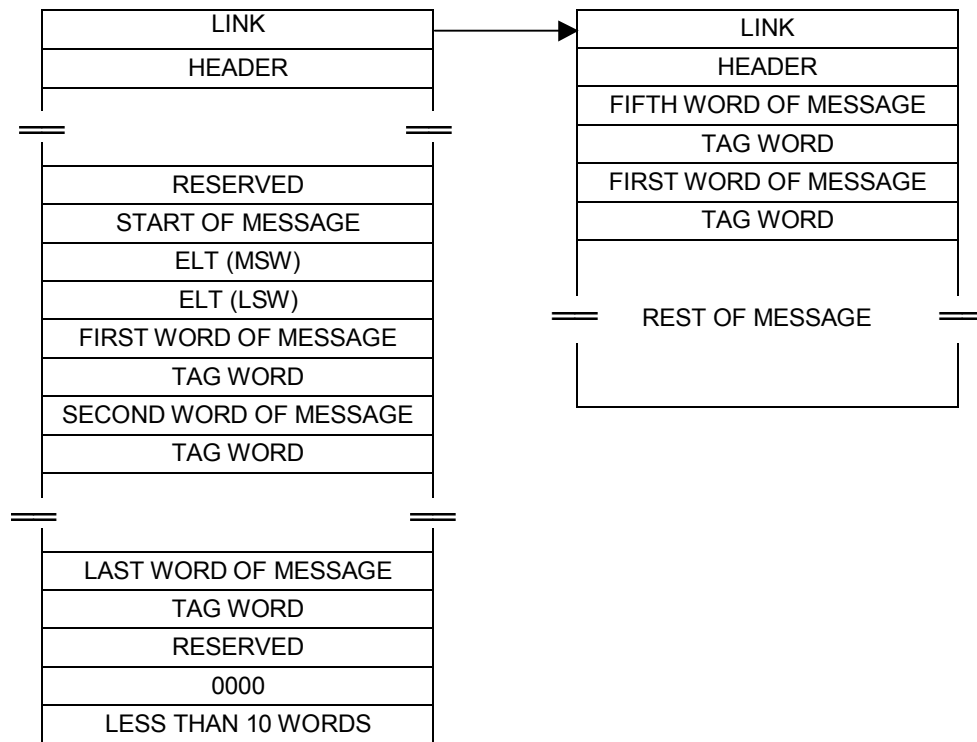 LINK
HEADER
RESERVED
START OF MESSAGE
ELT (MSW)
ELT (LSW)
FIRST WORD OF MESSAGE
TAG WORD
SECOND WORD OF MESSAGE
TAG WORD
LAST WORD OF MESSAGE
TAG WORD
RESERVED
0000
LESS THAN 10 WORDS
LINK
HEADER
FIFTH WORD OF MESSAGE
TAG WORD
FIRST WORD OF MESSAGE
TAG WORD
REST OF MESSAGE